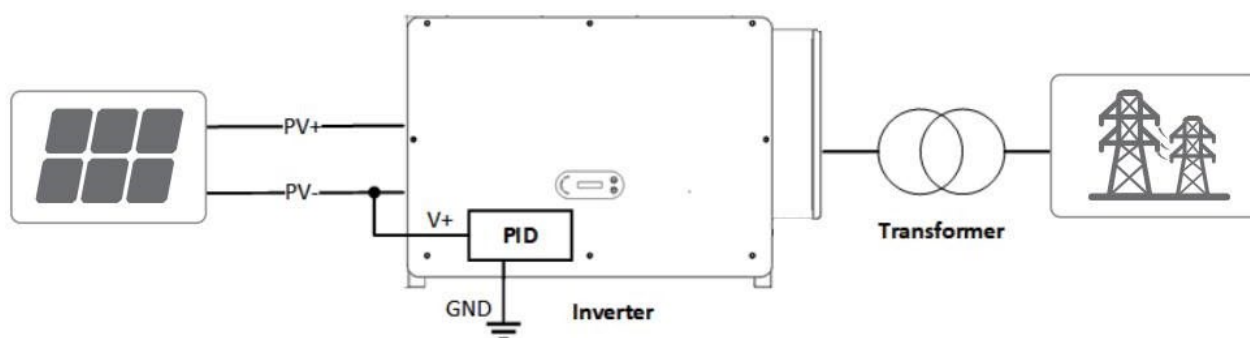 PV+
PV-
V+
PID
GND
Inverter
Transformer